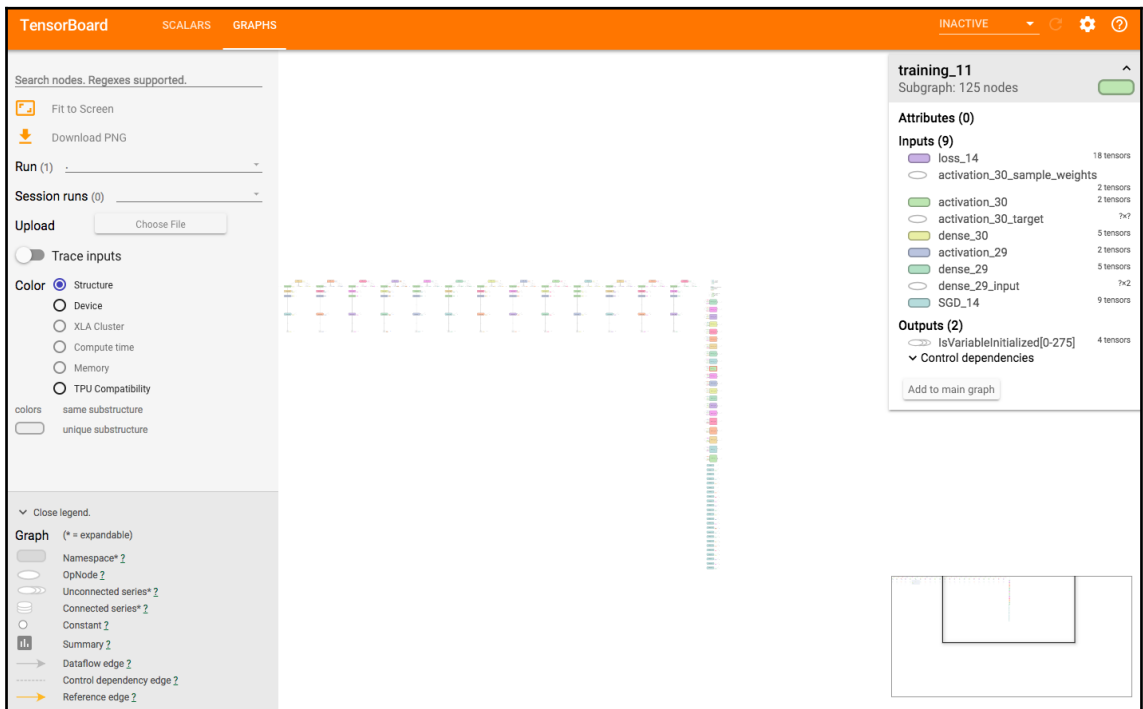 TensorBoard SCALARS GRAPHS INACTIVE
Search nodes. Regexes supported.
Fit to Screen
Download PNG
Run (1) .
Session runs (0)
Upload Choose File
Trace inputs
Color Structure
Device
XLA Cluster
Compute time
Memory
TPU Compatibility
colors same substructure
unique substructure
Close legend.
Graph (* = expandable)
Namespace* ?
OpNode ?
Unconnected series* ?
Connected series* ?
Constant ?
Summary ?
Dataflow edge ?
Control dependency edge ?
Reference edge ?
training_11
Subgraph: 125 nodes
Attributes (0)
Inputs (9)
loss_14 18 tensors
activation_30_sample_weights
2 tensors
activation_30 2 tensors
activation_30_target ?×?
dense_30 5 tensors
activation_29 2 tensors
dense_29 5 tensors
dense_29_input ?×2
SGD_14 9 tensors
Outputs (2)
IsVariableInitialized[0-275] 4 tensors
Control dependencies
Add to main graph